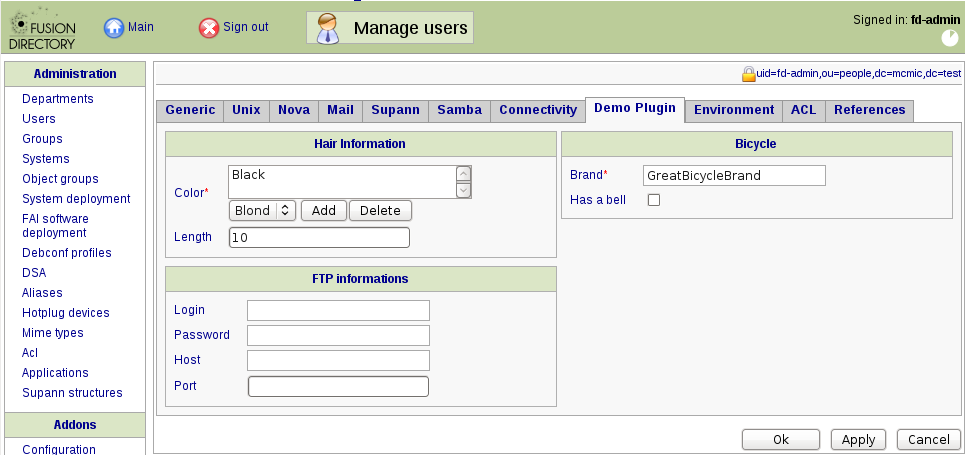 FUSION
DIRECTORY
Main
Sign out
Manage users
Signed in: fd-admin
uid=fd-admin,ou=people,dc=mcmic,dc=test
Administration
Departments
Users
Groups
Systems
Object groups
System deployment
FAI software
deployment
Debconf profiles
DSA
Aliases
Hotplug devices
Mime types
Acl
Applications
Supann structures
Addons
Configuration
Generic Unix Nova Mail Supann Samba Connectivity Demo Plugin Environment ACL References
Hair Information
Color*
Black
Blond Add Delete
Length 10
FTP informations
Login
Password
Host
Port
Bicycle
Brand* GreatBicycleBrand
Has a bell
Ok Apply Cancel